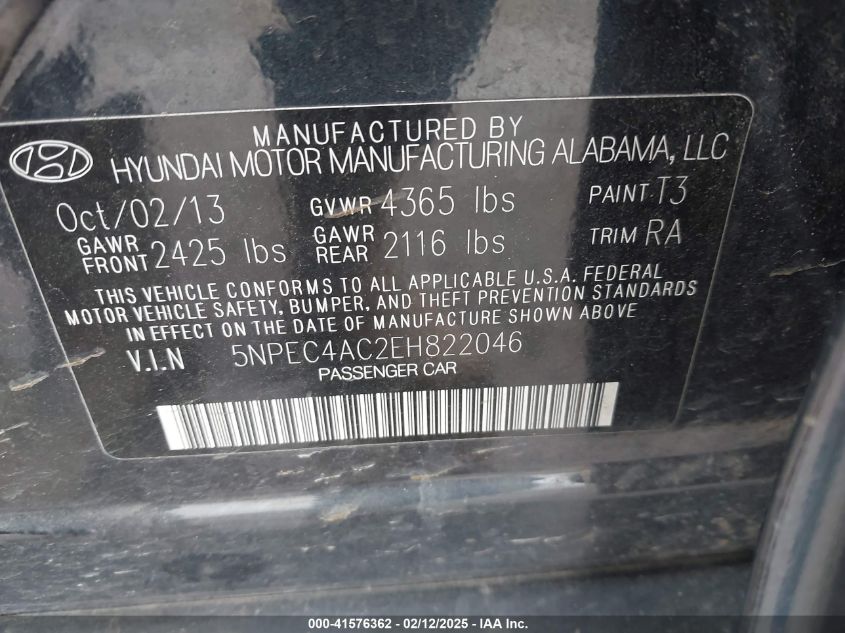 MANUFACTURED BY
HYUNDAI MOTOR MANUFACTURING ALABAMA, LLC
Oct/02/13 GVWR 4365 lbs PAINT T3
GAWR FRONT 2425 lbs GAWR REAR 2116 lbs TRIM RA
THIS VEHICLE CONFORMS TO ALL APPLICABLE U.S.A. FEDERAL
MOTOR VEHICLE SAFETY, BUMPER, AND THEFT PREVENTION STANDARDS
IN EFFECT ON THE DATE OF MANUFACTURE SHOWN ABOVE
V.I.N 5NPEC4AC2EH822046
PASSENGER CAR
000-41576362 - 02/12/2025 - IAA Inc.